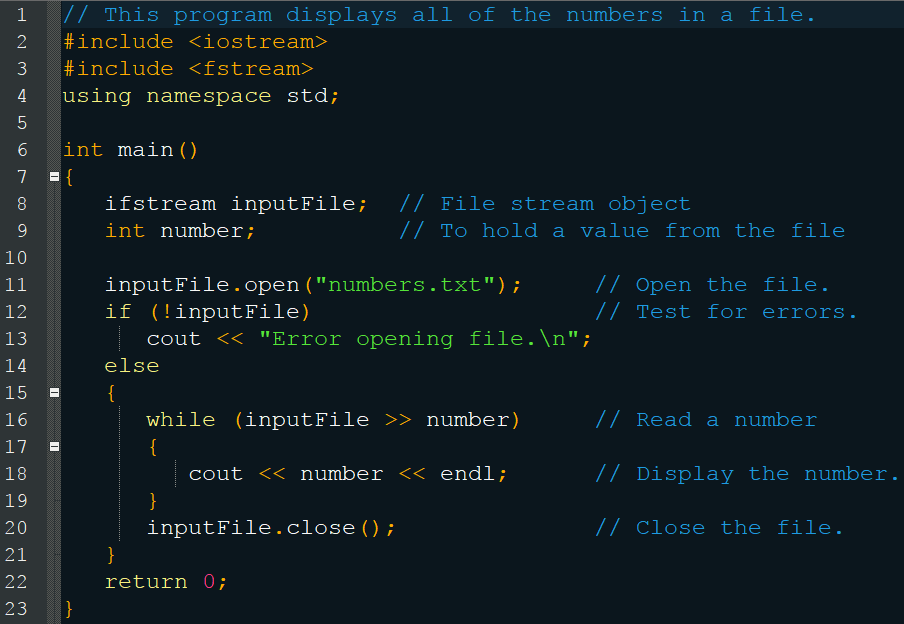 1 // This program displays all of the numbers in a file.
2 #include <iostream>
3 #include <fstream>
4 using namespace std;
5
6 int main()
7 {
8    ifstream inputFile;  // File stream object
9    int number;          // To hold a value from the file
10
11    inputFile.open("numbers.txt");     // Open the file.
12    if (!inputFile)                    // Test for errors.
13       cout << "Error opening file.\n";
14    else
15    {
16       while (inputFile >> number)     // Read a number
17       {
18          cout << number << endl;      // Display the number.
19       }
20       inputFile.close();              // Close the file.
21    }
22    return 0;
23 }